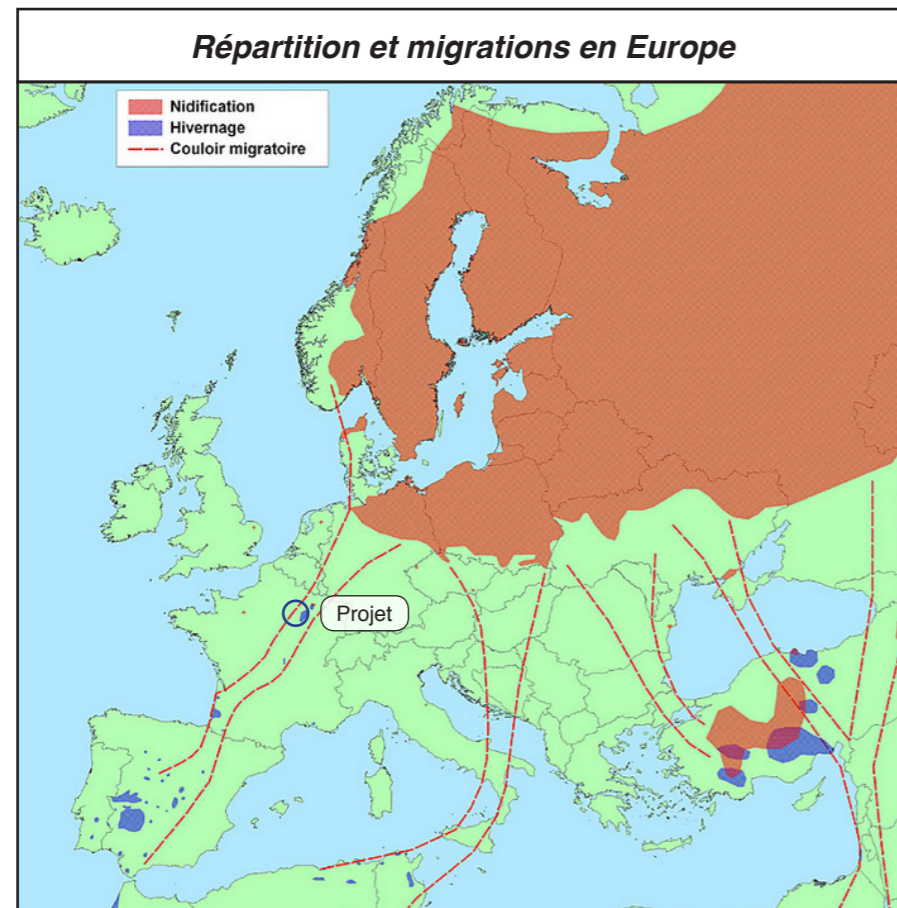 Répartition et migrations en Europe
Nidification
Hivernage
Couloir migratoire
Projet